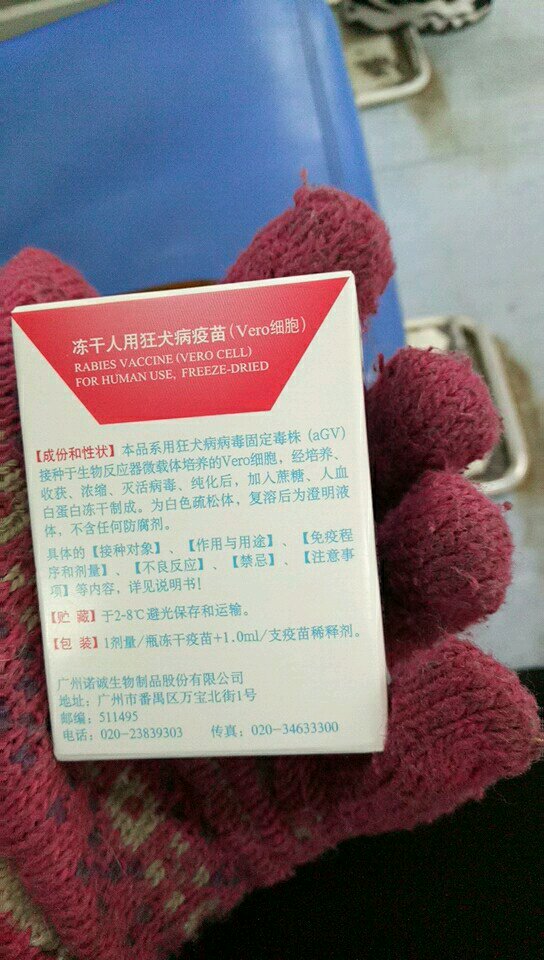 冻干人用狂犬病疫苗(Vero细胞)
RABIES VACCINE (VERO CELL)
FOR HUMAN USE, FREEZE-DRIED
【成份和性状】本品系用狂犬病病毒固定毒株 (aGV)
接种于生物反应器微载体培养的Vero细胞, 经培养、
收获、浓缩、灭活病毒、纯化后, 加入蔗糖、人血
白蛋白冻干制成。为白色疏松体, 复溶后为澄明液
体, 不含任何防腐剂。
具体的【接种对象】、【作用与用途】、【免疫程
序和剂量】、【不良反应】、【禁忌】、【注意事
项】等内容, 详见说明书!
【贮 藏】于2-8℃避光保存和运输。
【包 装】1剂量/瓶冻干疫苗+1.0ml/支疫苗稀释剂。
广州诺诚生物制品股份有限公司
地址: 广州市番禺区万宝北街1号
邮编: 511495
电话: 020-23839303 传真: 020-34633300